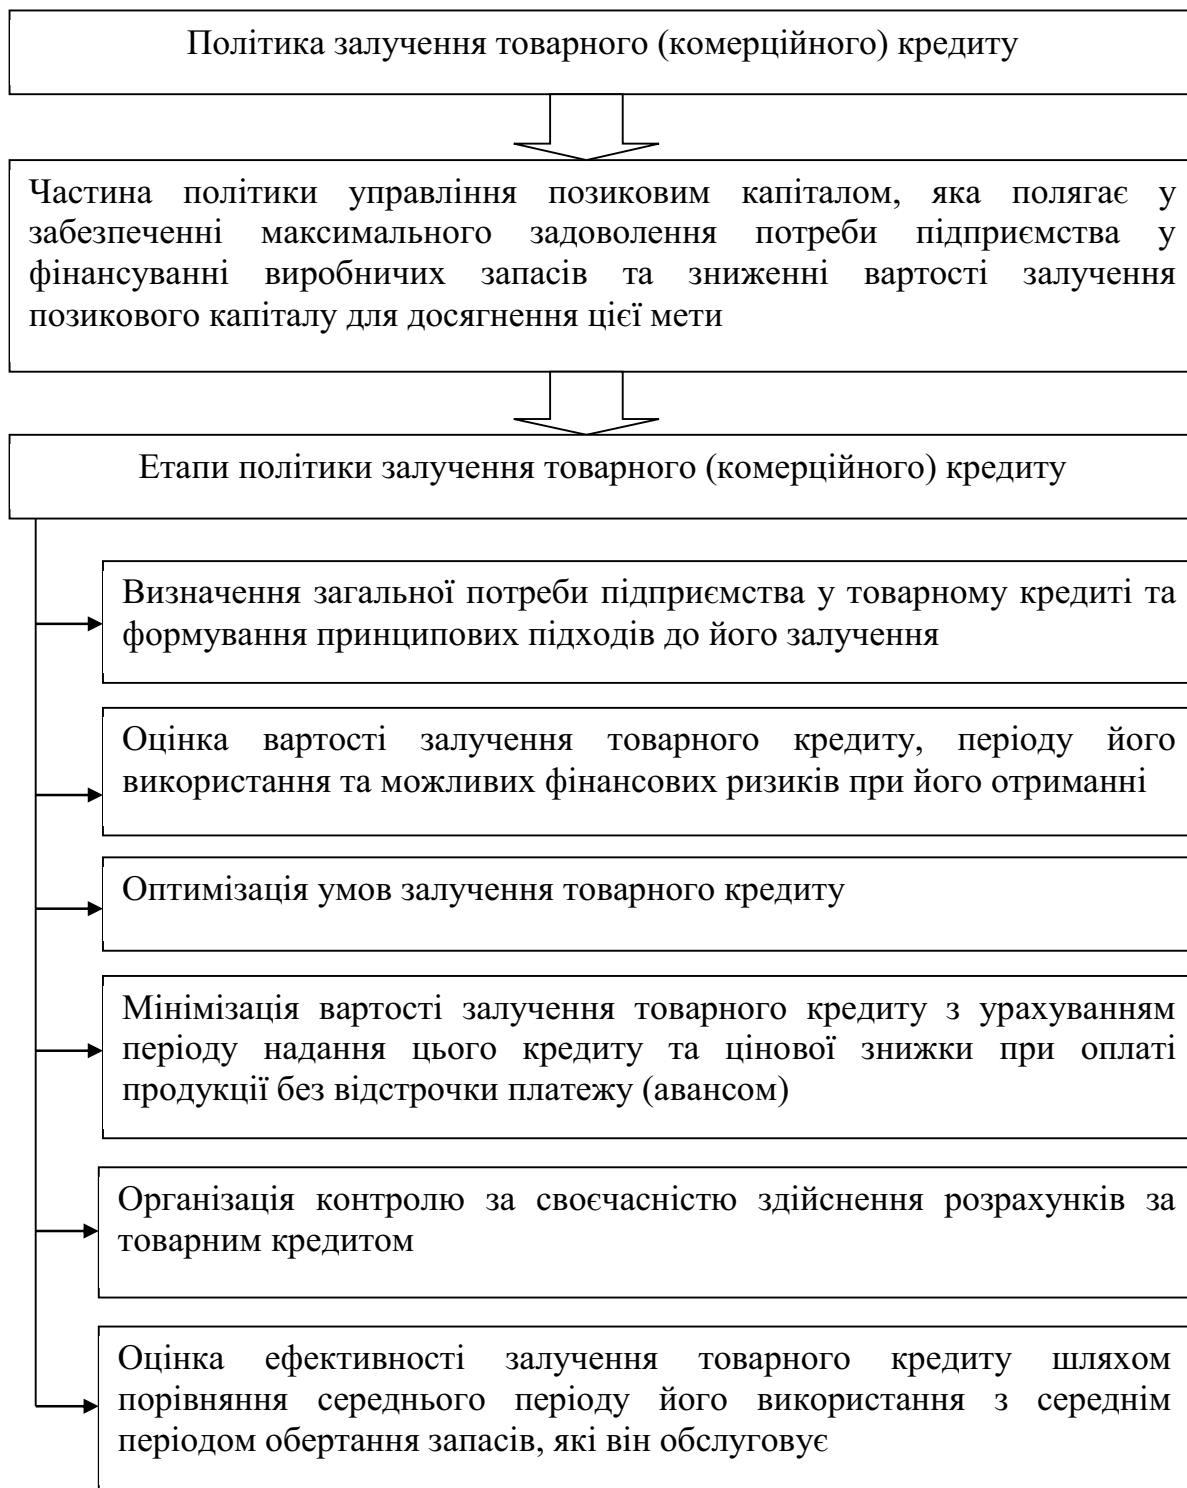 Політика залучення товарного (комерційного) кредиту
Частина політики управління позиковим капіталом, яка полягає у
забезпеченні максимального задоволення потреби підприємства у
фінансуванні виробничих запасів та зниженні вартості залучення
позикового капіталу для досягнення цієї мети
Етапи політики залучення товарного (комерційного) кредиту
Визначення загальної потреби підприємства у товарному кредиті та
формування принципових підходів до його залучення
Оцінка вартості залучення товарного кредиту, періоду його
використання та можливих фінансових ризиків при його отриманні
Оптимізація умов залучення товарного кредиту
Мінімізація вартості залучення товарного кредиту з урахуванням
періоду надання цього кредиту та цінової знижки при оплаті
продукції без відстрочки платежу (авансом)
Організація контролю за своєчасністю здійснення розрахунків за
товарним кредитом
Оцінка ефективності залучення товарного кредиту шляхом
порівняння середнього періоду його використання з середнім
періодом обертання запасів, які він обслуговує